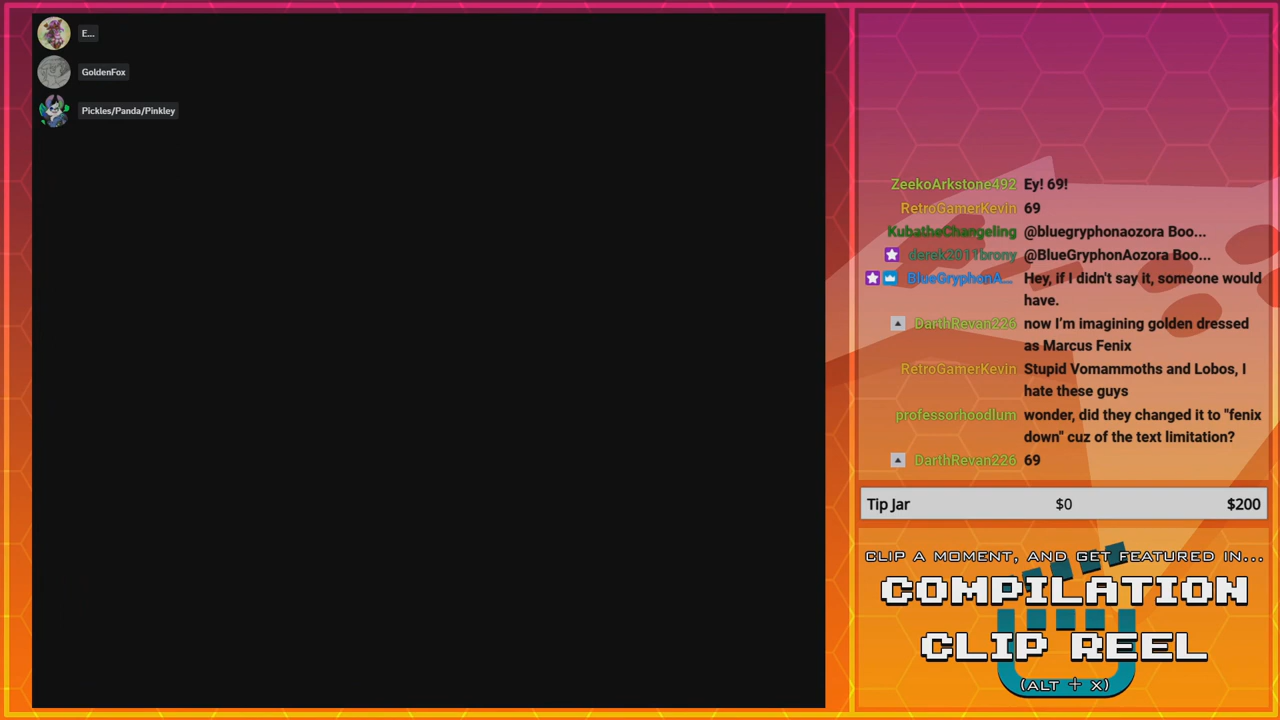 E...
GoldenFox
Pickles/Panda/Pinkley
ZeekoArkstone492 Ey! 69!
RetroGamerKevin 69
KubatheChangeling @bluegryphonaozora Boo...
derek2011brony @BlueGryphonAozora Boo...
BlueGryphonA... Hey, if I didn't say it, someone would
have.
DarthRevan226 now I'm imagining golden dressed
as Marcus Fenix
RetroGamerKevin Stupid Vomammoths and Lobos, I
hate these guys
professorhoodlum wonder, did they changed it to "fenix
down" cuz of the text limitation?
DarthRevan226 69
Tip Jar $0 $200
CLIP A MOMENT, AND GET FEATURED IN...
COMPILATION
CLIP REEL
(ALT + X)